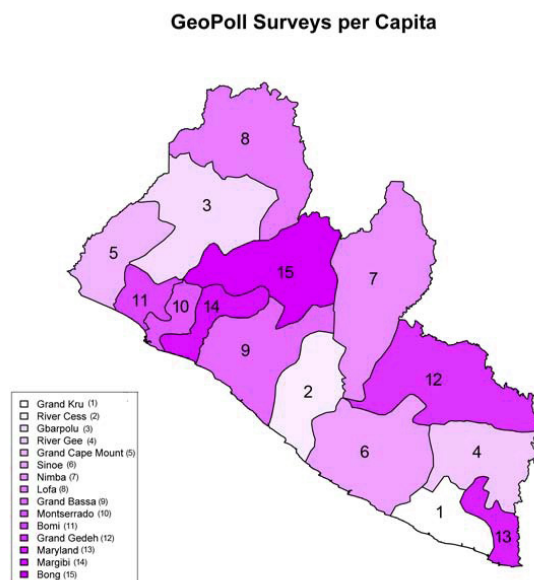 GeoPoll Surveys per Capita
8
3
5
15
7
11
10
14
9
12
2
6
4
1
13
Grand Kru (1)
River Cess (2)
Gbarpolu (3)
River Gee (4)
Grand Cape Mount (5)
Sinoe (6)
Nimba (7)
Lofa (8)
Grand Bassa (9)
Montserrado (10)
Bomi (11)
Grand Gedeh (12)
Maryland (13)
Margibi (14)
Bong (15)